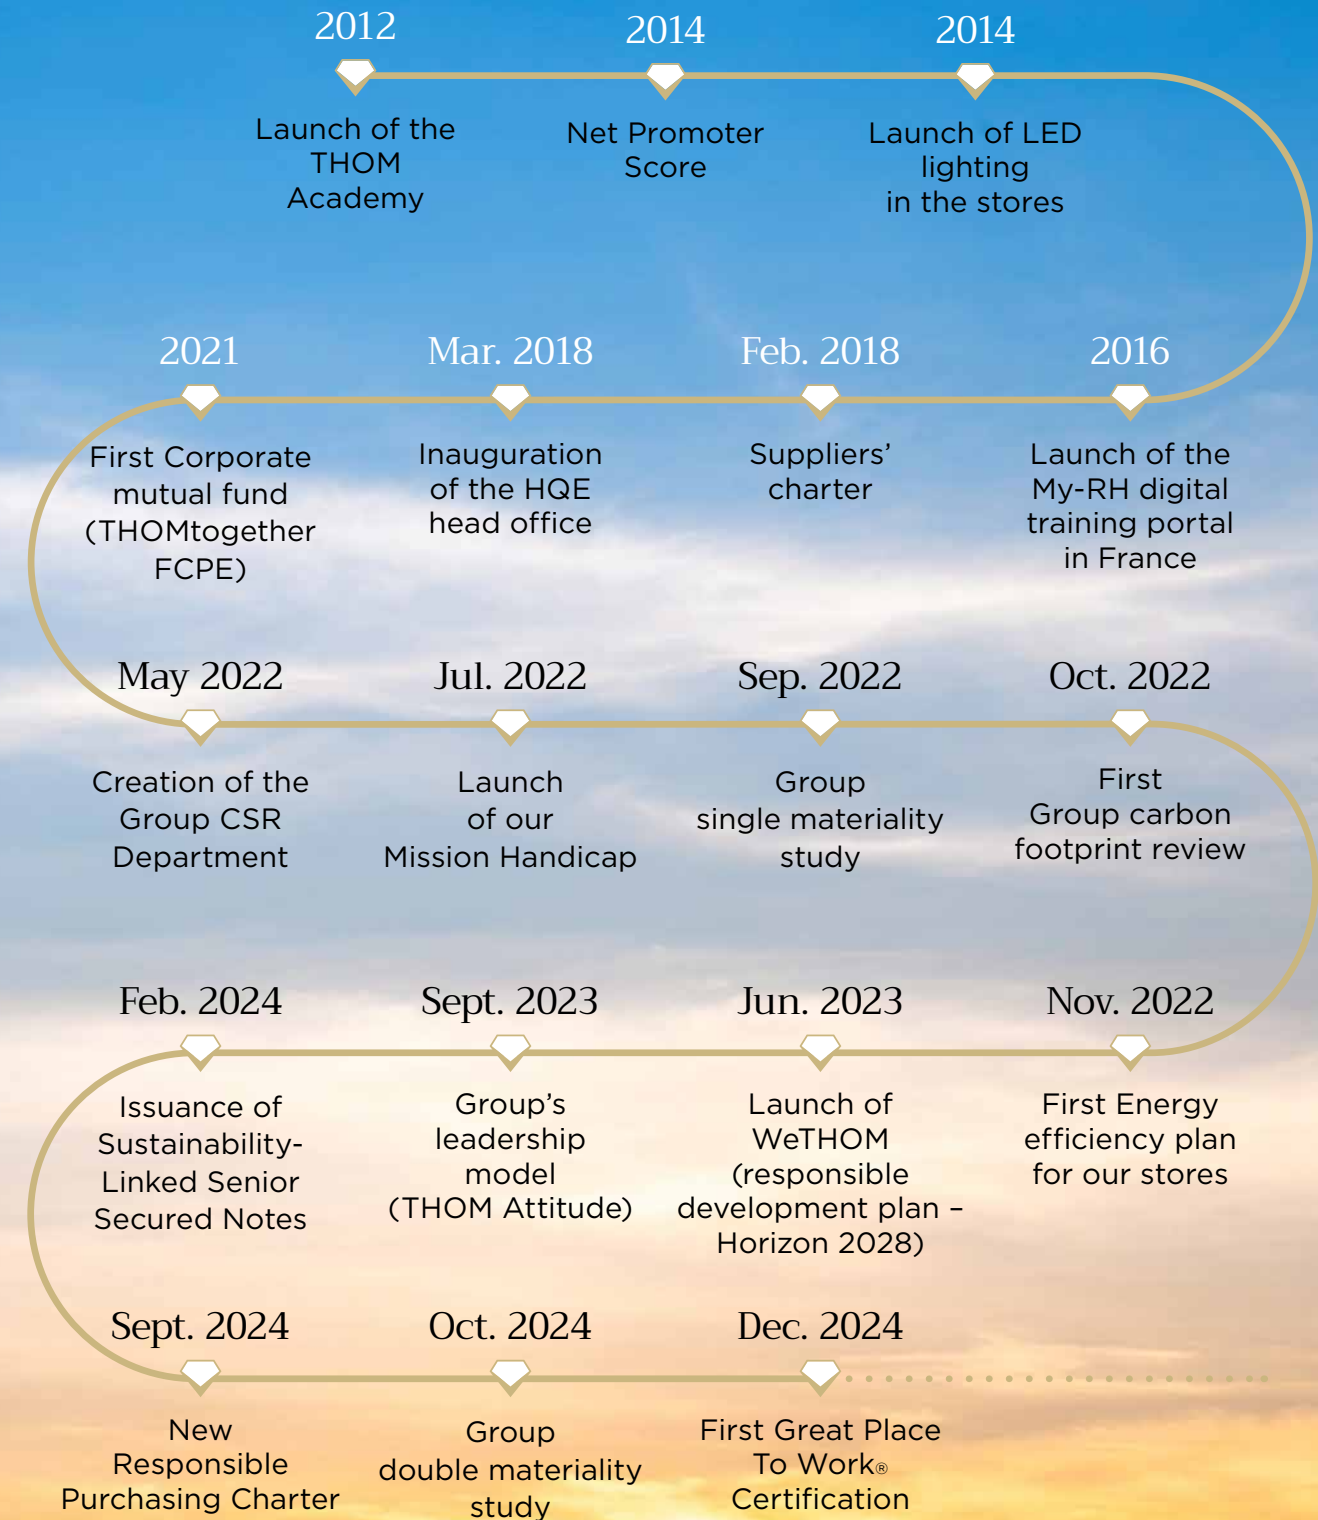 2012
Launch of the
THOM
Academy
2014
Net Promoter
Score
2014
Launch of LED
lighting
in the stores
2016
Launch of the
My-RH digital
training portal
in France
Feb. 2018
Suppliers’
charter
Mar. 2018
Inauguration
of the HQE
head office
2021
First Corporate
mutual fund
(THOMtogether
FCPE)
May 2022
Creation of the
Group CSR
Department
Jul. 2022
Launch
of our
Mission Handicap
Sep. 2022
Group
single materiality
study
Oct. 2022
First
Group carbon
footprint review
Nov. 2022
First Energy
efficiency plan
for our stores
Jun. 2023
Launch of
WeTHOM
(responsible
development plan –
Horizon 2028)
Sept. 2023
Group’s
leadership
model
(THOM Attitude)
Feb. 2024
Issuance of
Sustainability-
Linked Senior
Secured Notes
Sept. 2024
New
Responsible
Purchasing Charter
Oct. 2024
Group
double materiality
study
Dec. 2024
First Great Place
To Work®
Certification